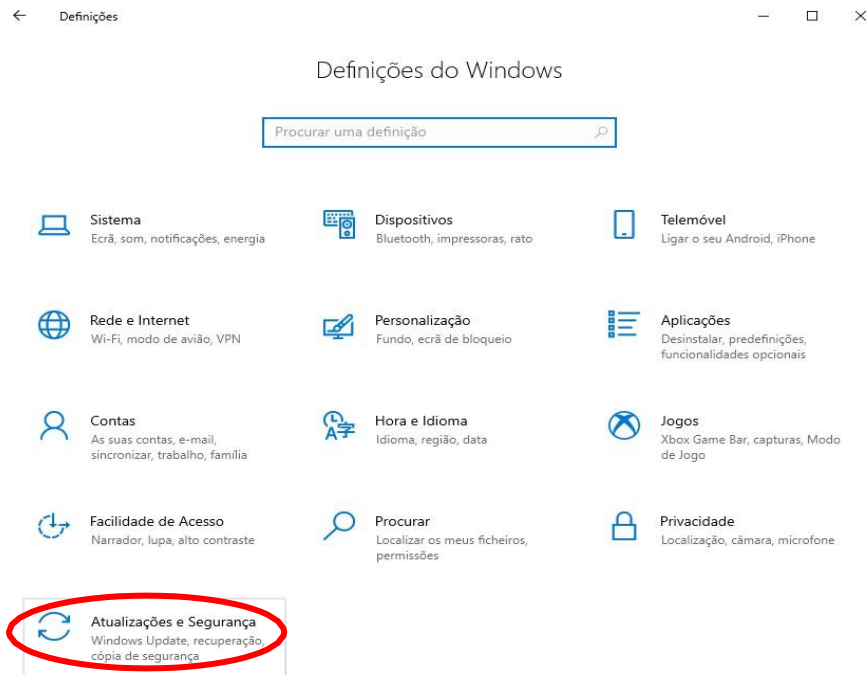 Definições
Definições do Windows
Procurar uma definição
Sistema
Ecrã, som, notificações, energia
Dispositivos
Bluetooth, impressoras, rato
Telemóvel
Ligar o seu Android, iPhone
Rede e Internet
Wi-Fi, modo de avião, VPN
Personalização
Fundo, ecrã de bloqueio
Aplicações
Desinstalar, predefinições,
funcionalidades opcionais
Contas
As suas contas, e-mail,
sincronizar, trabalho, família
Hora e Idioma
Idioma, região, data
Jogos
Xbox Game Bar, capturas, Modo
de Jogo
Facilidade de Acesso
Narrador, lupa, alto contraste
Procurar
Localizar os meus ficheiros,
permissões
Privacidade
Localização, câmara, microfone
Atualizações e Segurança
Windows Update, recuperação,
cópia de segurança